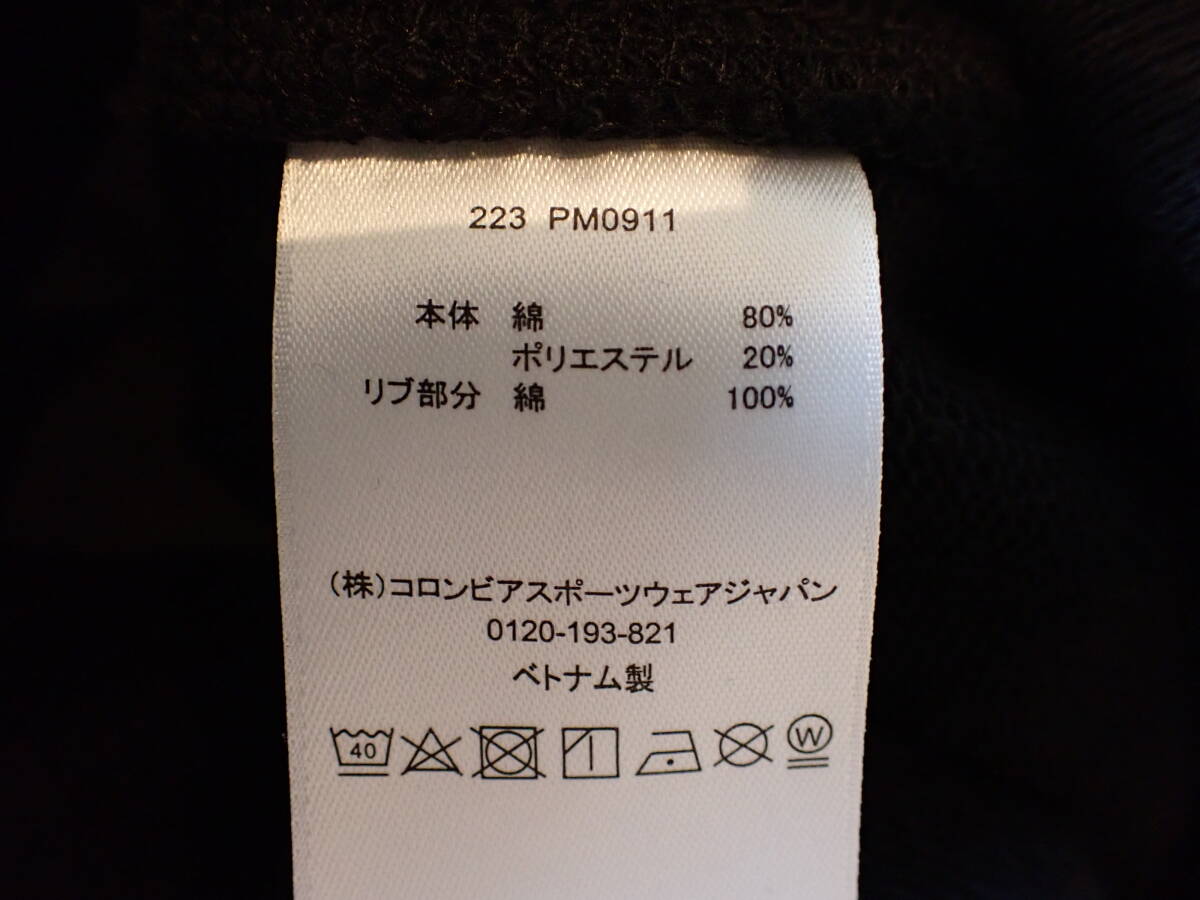 223 PM0911
本体 綿 80%
ポリエステル 20%
リブ部分 綿 100%
(株)コロンビアスポーツウェアジャパン
0120-193-821
ベトナム製
40 W